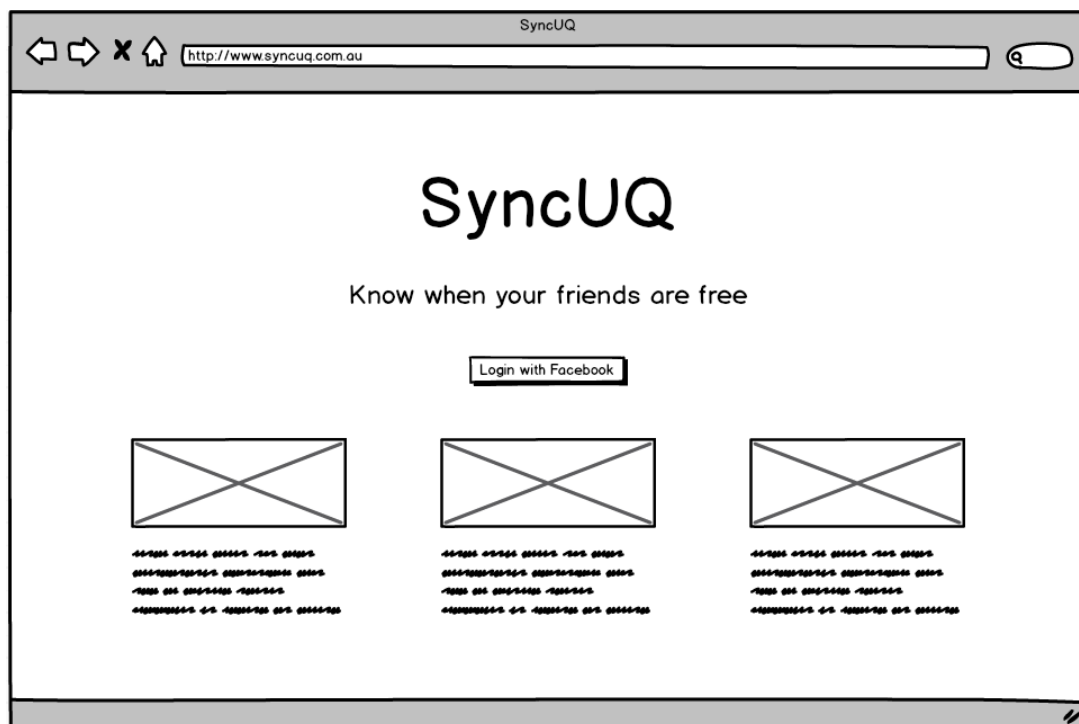 SyncUQ
http://www.syncuq.com.au
SyncUQ
Know when your friends are free
Login with Facebook